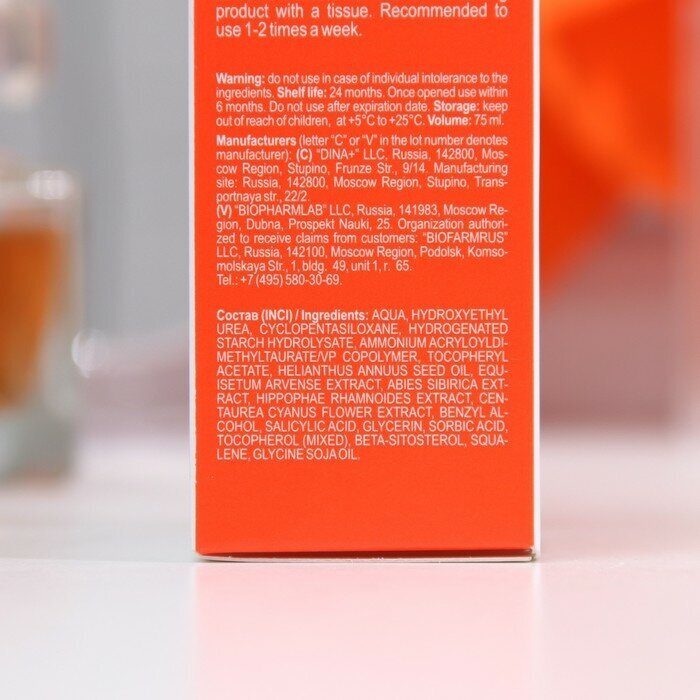 product with a tissue. Recommended to
use 1-2 times a week.
Warning: do not use in case of individual intolerance to the
ingredients. Shelf life: 24 months. Once opened use within
6 months. Do not use after expiration date. Storage: keep
out of reach of children, at +5°C to +25°C. Volume: 75 ml.
Manufacturers (letter “C” or “V” in the lot number denotes
manufacturer): (C) “DINA+” LLC, Russia, 142800, Mos-
cow Region, Stupino, Frunze Str., 9/14. Manufacturing
site: Russia, 142800, Moscow Region, Stupino, Trans-
portnaya str., 22/2
(V) “BIOPHARMLAB” LLC, Russia, 141983, Moscow Re-
gion, Dubna, Prospekt Nauki, 25. Organization authori-
zed to receive claims from customers: “BIOFARMRUS”
LLC, Russia, 142100, Moscow Region, Podolsk, Komso-
molskaya Str., 1, bldg. 49, unit 1, r. 65.
Tel.: +7 (495) 580-30-69.
Состав (INCI) / Ingredients: AQUA, HYDROXYETHYL
UREA, CYCLOPENTASILOXANE, HYDROGENATED
STARCH HYDROLYSATE, AMMONIUM ACRYLOYLDI-
METHYLTAURATE/VP COPOLYMER, TOCOPHERYL
ACETATE, HELIANTHUS ANNUUS SEED OIL, EQU-
ISETUM ARVENSE EXTRACT, ABIES SIBIRICA EXT-
RACT, HIPPOPHAE RHAMNOIDES EXTRACT, CEN-
TAUREA CYANUS FLOWER EXTRACT, BENZYL AL-
COHOL, SALICYLIC ACID, GLYCERIN, SORBIC ACID,
TOCOPHEROL (MIXED), BETA-SITOSTEROL, SQUA-
LENE, GLYCINE SOJA OIL.